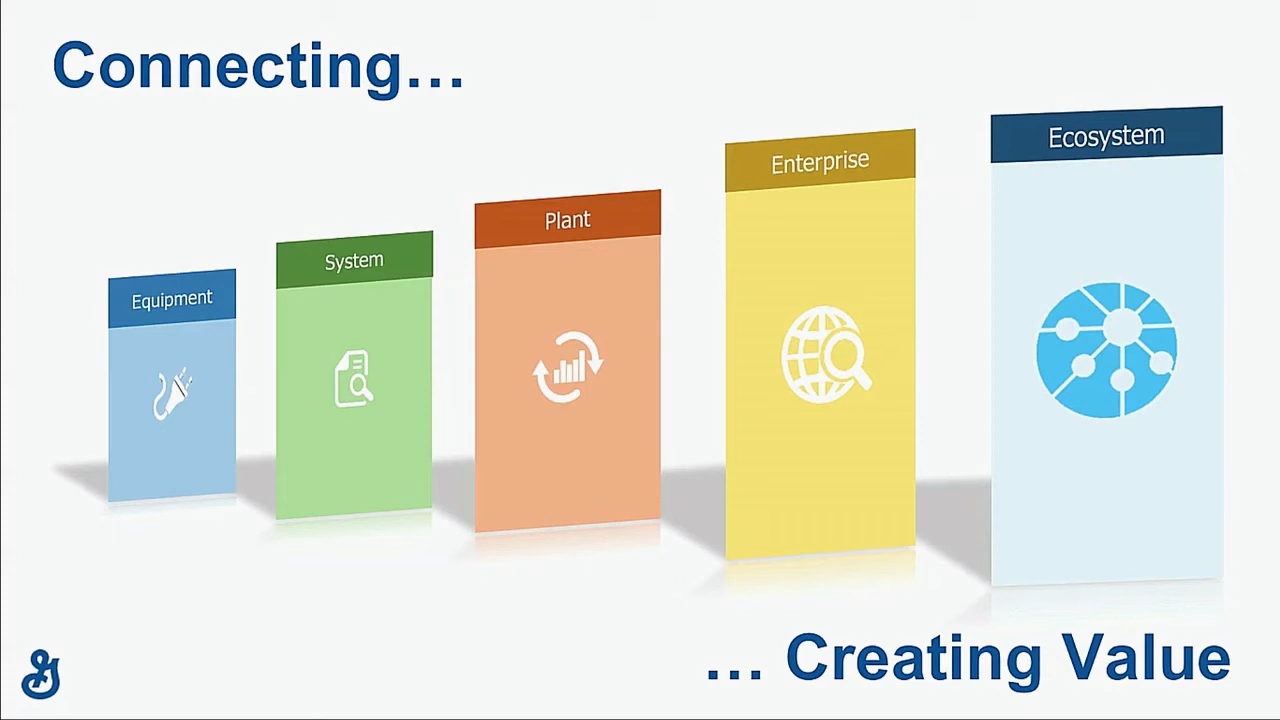 Connecting…
Equipment
System
Plant
Enterprise
Ecosystem
… Creating Value